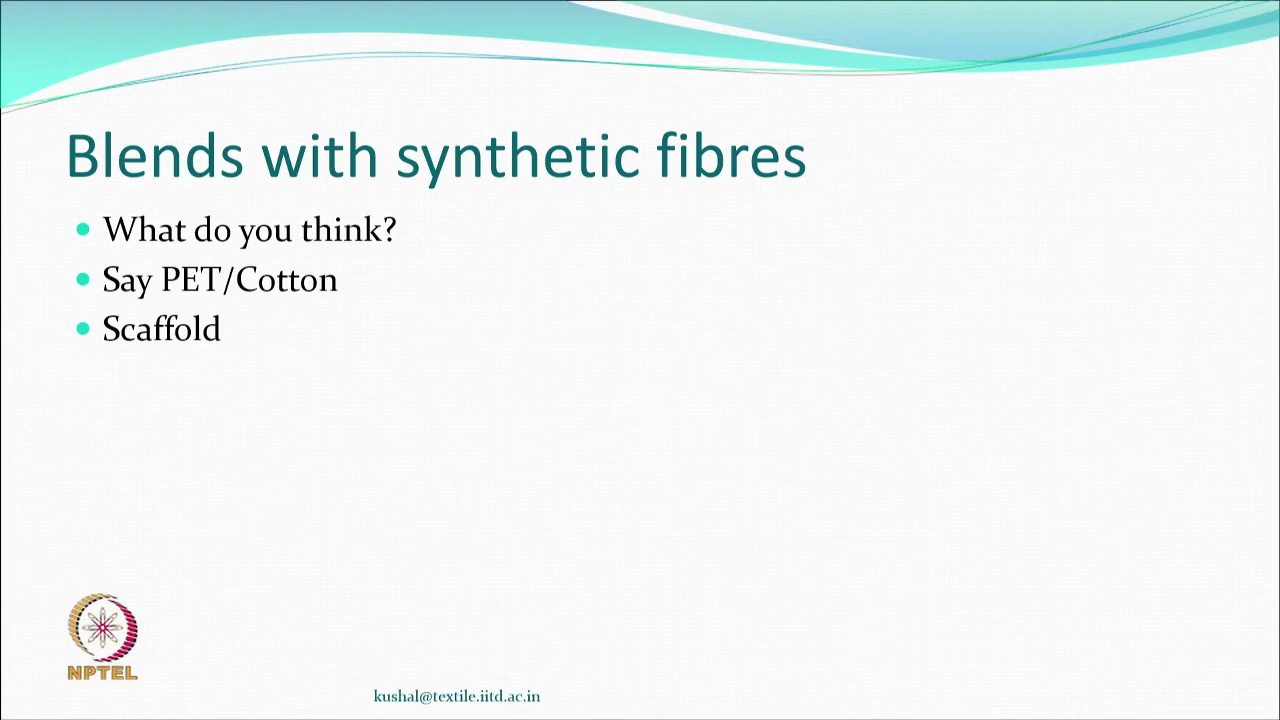 Blends with synthetic fibres
What do you think?
Say PET/Cotton
Scaffold
NPTEL
kushal@textile.iitd.ac.in